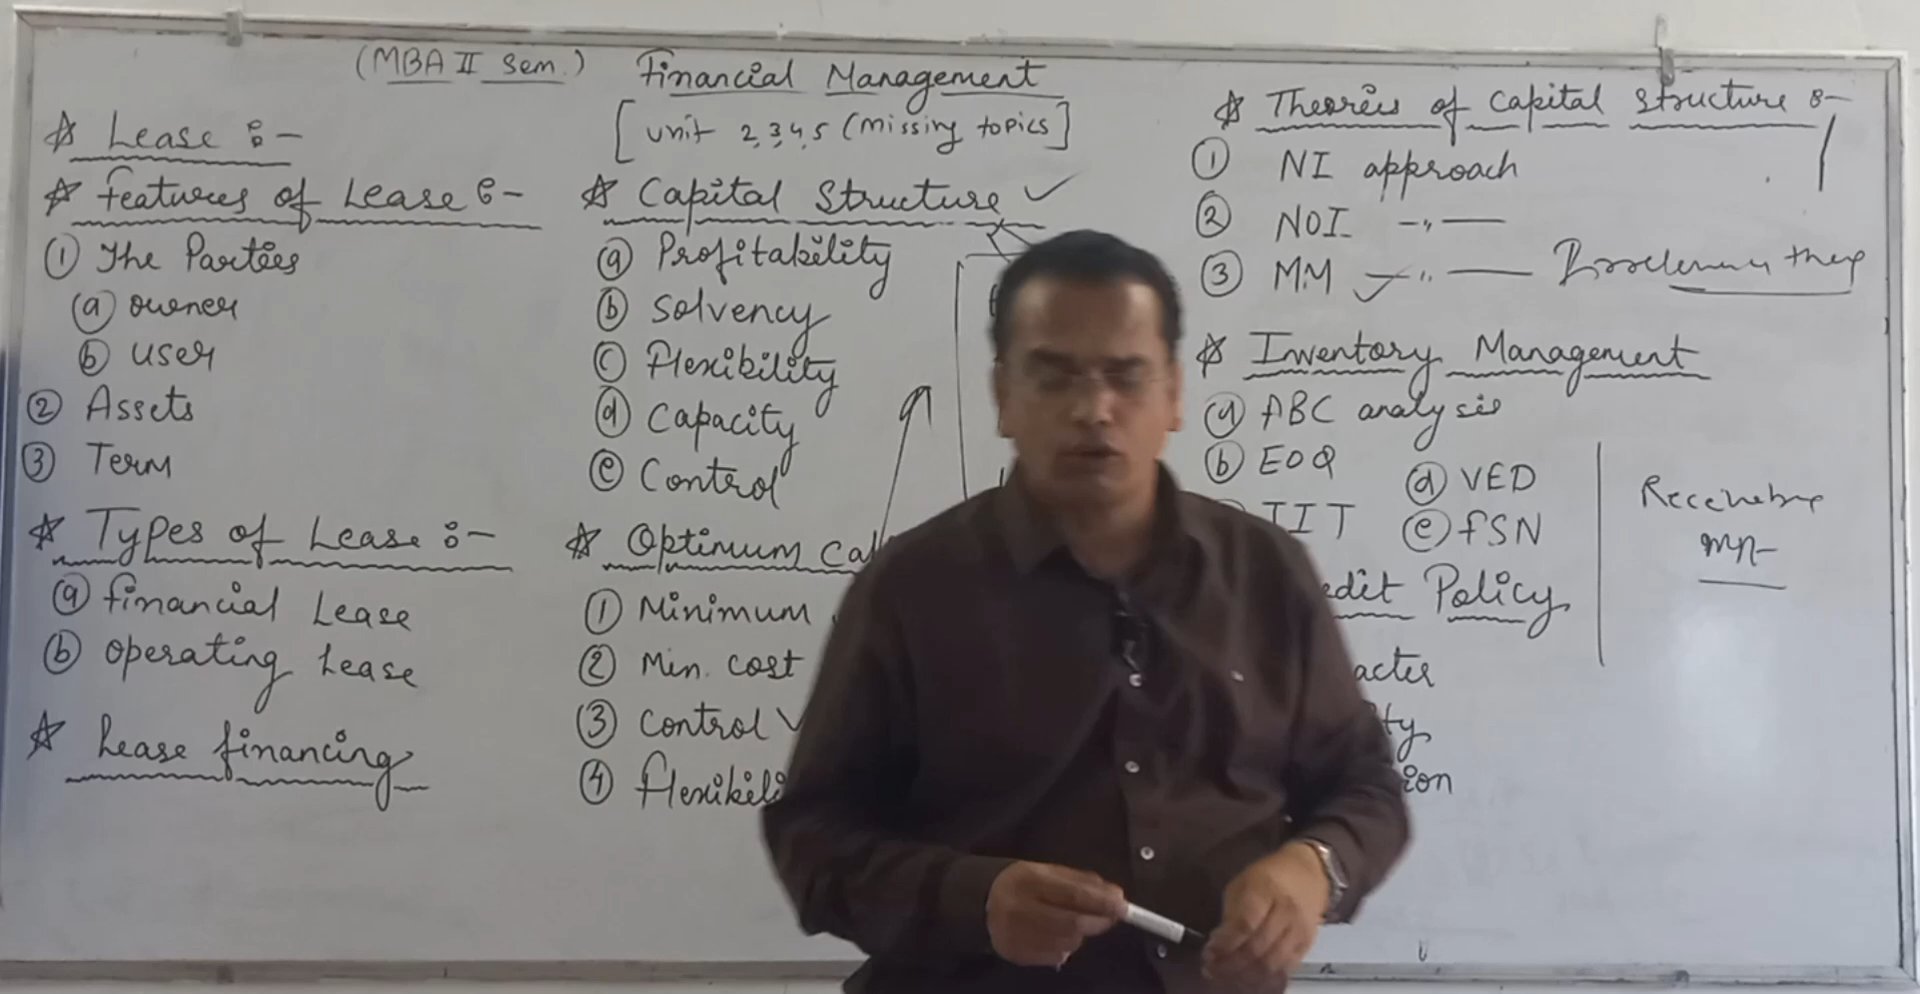 (MBA II Sem.) Financial Management
[unit 2,3,4,5 (Missing topics]
☆ Lease :-
☆ Features of Lease :-
① The Parties
(a) owner
(b) user
② Assets
③ Term
☆ Types of Lease :-
(a) financial Lease
(b) operating Lease
☆ Lease financing
☆ Capital Structure ✓
(a) Profitability
(b) Solvency
(c) Flexibility
(d) Capacity
(e) Control
☆ Optimum
① Minimum
② Min. cost
③ Control
④
☆ Theories of Capital Structure :-
① NI approach
② NOI -„-
③ MM -„-
☆ Inventory Management
(a) ABC analysis
(b) EOQ (d) VED
(e) FSN
Policy